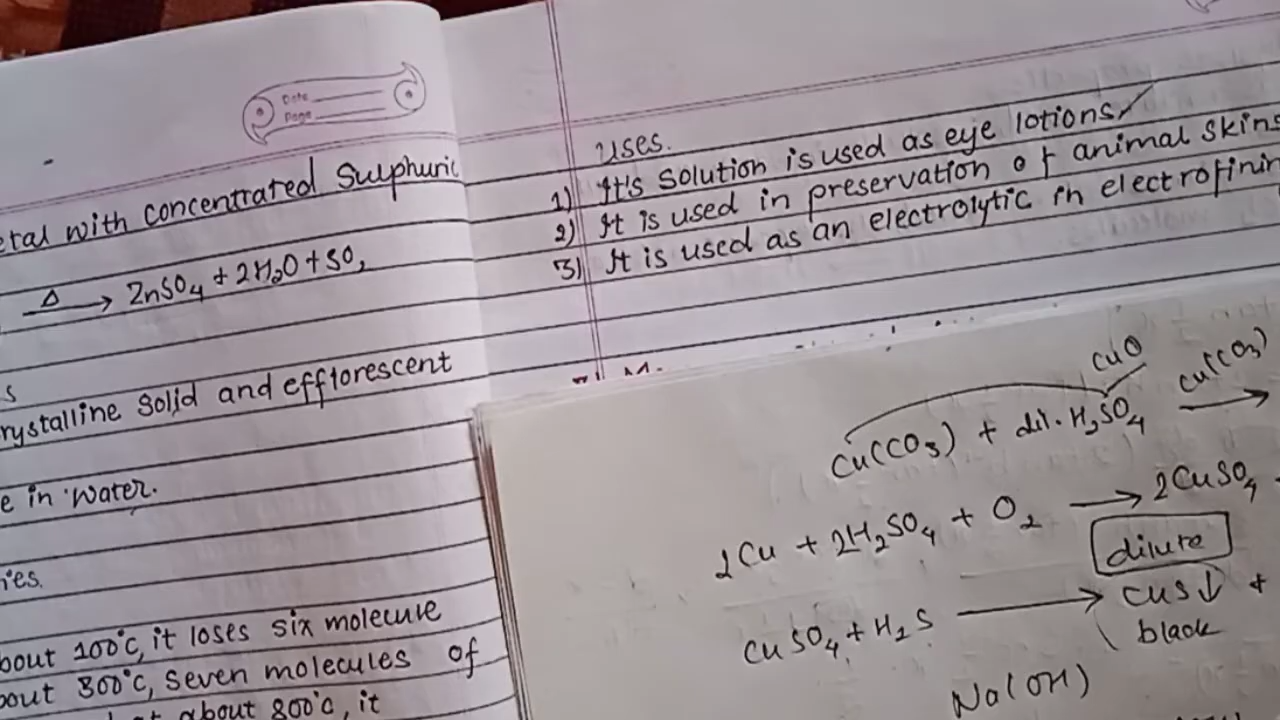 Date
Page
etal with concentrated Sulphuric
Δ → ZnSO4 + 2H2O + SO2
s
rystalline solid and efflorescent
e in water.
ies.
bout 100°C, it loses six molecule
bout 300°C, seven molecules of
about 800°C, it
Uses.
1) It's solution is used as eye lotions
2) It is used in preservation of animal skins
3) It is used as an electrolytic in electrofinin
CuO
Cu(CO3) + dil. H2SO4 → Cu(CO3)
2Cu + 2H2SO4 + O2 → 2CuSO4
dilute
CuSO4 + H2S → CuS↓ +
black
Na(OH)